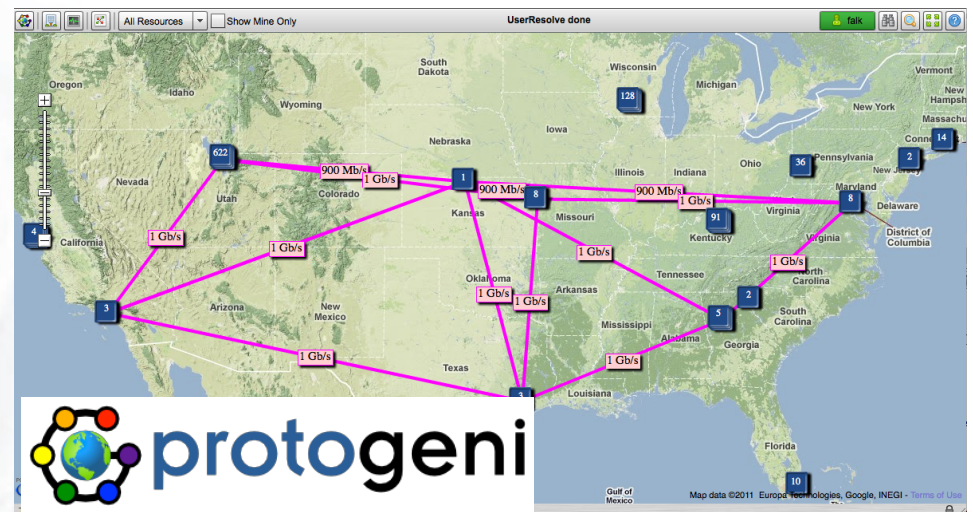 All Resources
Show Mine Only
UserResolve done
falk
Oregon
Idaho
Wyoming
South
Dakota
Wisconsin
Michigan
Vermont
New
Hampsh
New York
Massachu
128
Nebraska
Iowa
14
622
900 Mb/s
1 Gb/s
1
900 Mb/s
8
Illinois
Indiana
Ohio
36
Pennsylvania
2
New Jersey
900 Mb/s
1 Gb/s
Maryland
8
Delaware
Nevada
Utah
Colorado
Kansas
Missouri
91
Kentucky
Virginia
Virginia
District of
Columbia
4
California
1 Gb/s
1 Gb/s
1 Gb/s
1 Gb/s
Tennessee
North
Carolina
Oklahoma
1 Gb/s
1 Gb/s
Arkansas
2
3
Arizona
New
Mexico
Mississippi
5
Alabama
Georgia
South
Carolina
1 Gb/s
1 Gb/s
Texas
Louisiana
3
protogeni
Florida
10
Gulf of
Mexico
Map data ©2011 Europa Technologies, Google, INEGI - Terms of Use